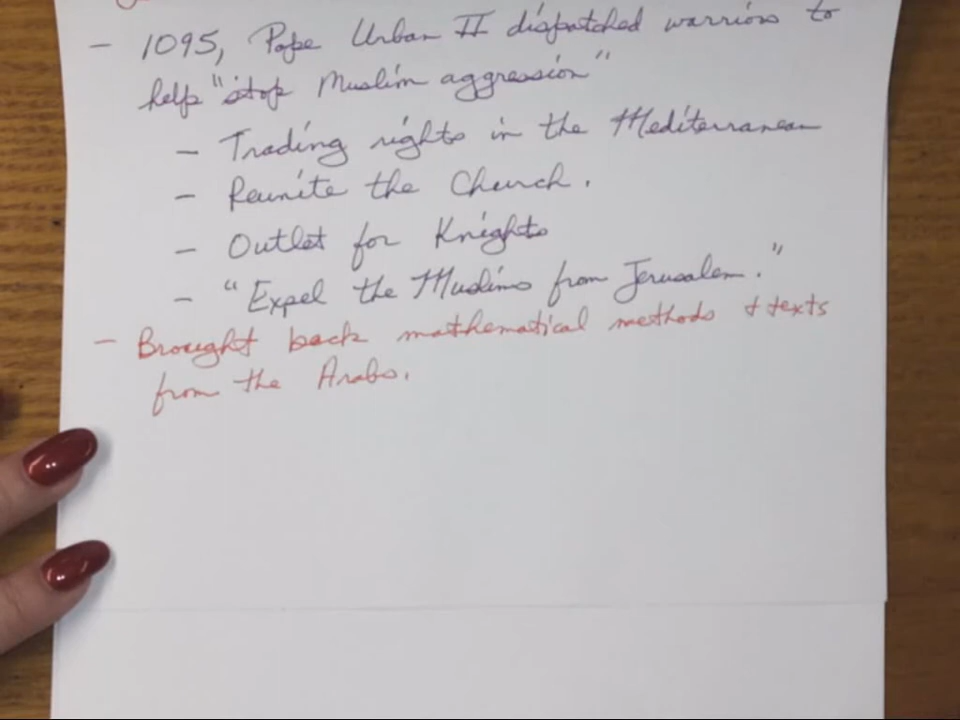 - 1095, Pope Urban II dispatched warriors to
help "stop Muslim aggression"
- Trading rights in the Mediterranean
- Reunite the Church.
- Outlet for Knights
- "Expel the Muslims from Jerusalem."
- Brought back mathematical methods & texts
from the Arabs.